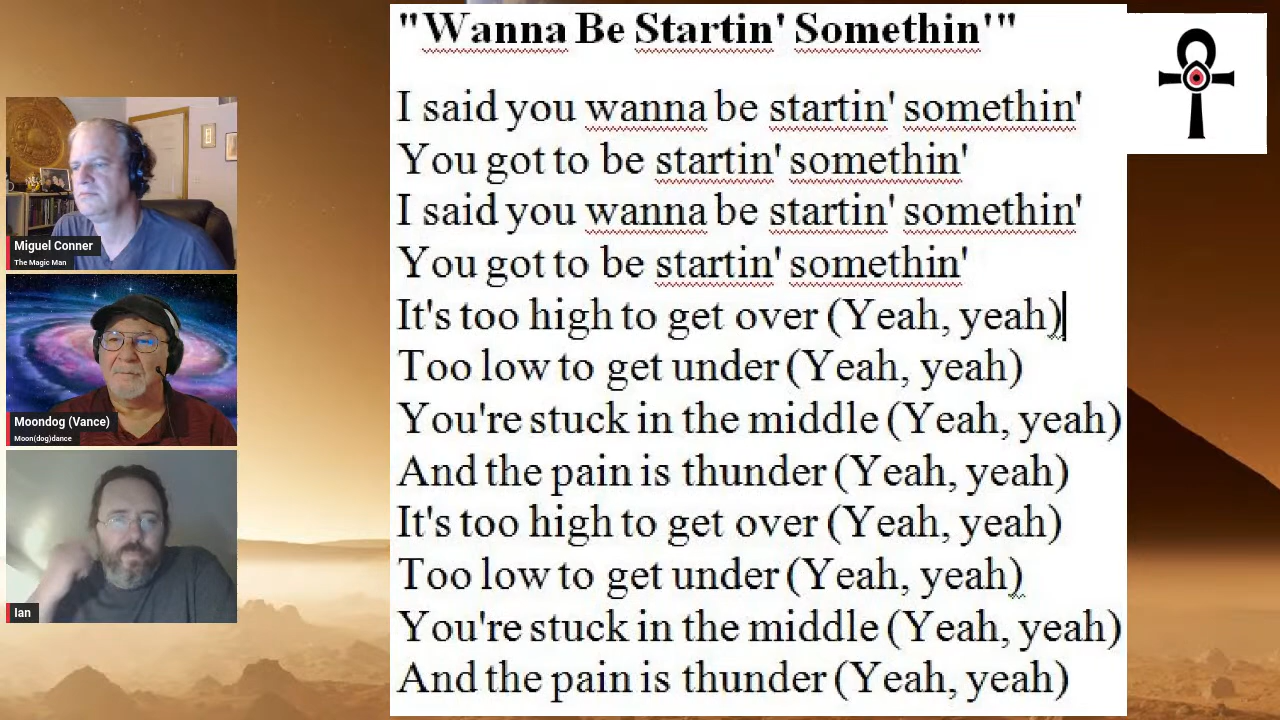 "Wanna Be Startin' Somethin'"
I said you wanna be startin' somethin'
You got to be startin' somethin'
I said you wanna be startin' somethin'
You got to be startin' somethin'
It's too high to get over (Yeah, yeah)
Too low to get under (Yeah, yeah)
You're stuck in the middle (Yeah, yeah)
And the pain is thunder (Yeah, yeah)
It's too high to get over (Yeah, yeah)
Too low to get under (Yeah, yeah)
You're stuck in the middle (Yeah, yeah)
And the pain is thunder (Yeah, yeah)
Miguel Conner
The Magic Man
Moondog (Vance)
Moon(dog)dance
Ian